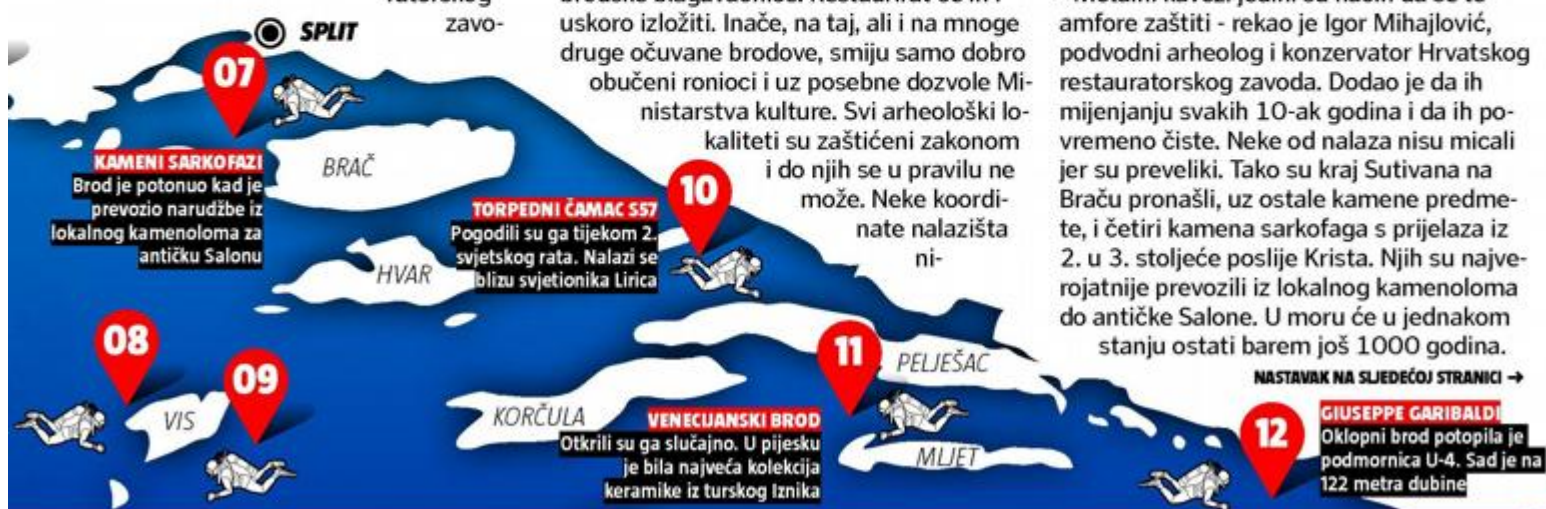 zavo-
uskoro izložiti. Inače, na taj, ali i na mnoge
druge očuvane brodove, smiju samo dobro
obučeni ronioci i uz posebne dozvole Mi-
nistarstva kulture. Svi arheološki lo-
kaliteti su zaštićeni zakonom
i do njih se u pravilu ne
može. Neke koordi-
nate nalazišta
ni-
Metalni kavezi jedini su način da se te
amfore zaštiti - rekao je Igor Mihajlović,
podvodni arheolog i konzervator Hrvatskog
restauratorskog zavoda. Dodao je da ih
mijenjanju svakih 10-ak godina i da ih po-
vremeno čiste. Neke od nalaza nisu micali
jer su preveliki. Tako su kraj Sutivana na
Braču pronašli, uz ostale kamene predme-
te, i četiri kamena sarkofaga s prijelaza iz
2. u 3. stoljeće poslije Krista. Njih su najve-
rojatnije prevozili iz lokalnog kamenoloma
do antičke Salone. U moru će u jednakom
stanju ostati barem još 1000 godina.
NASTAVAK NA SLJEDEĆOJ STRANICI →
SPLIT
07
KAMENI SARKOFAZI
Brod je potonuo kad je
prevozio narudžbe iz
lokalnog kamenoloma za
antičku Salonu
BRAČ
10
TORPEDNI ČAMAC S57
Pogodili su ga tijekom 2.
svjetskog rata. Nalazi se
blizu svjetionika Lirica
HVAR
08
09
VIS
KORČULA
11
PELJEŠAC
VENECIJANSKI BROD
Otkrili su ga slučajno. U pijesku
je bila najveća kolekcija
keramike iz turskog Iznika
MLJET
12
GIUSEPPE GARIBALDI
Oklopni brod potopila je
podmornica U-4. Sad je na
122 metra dubine